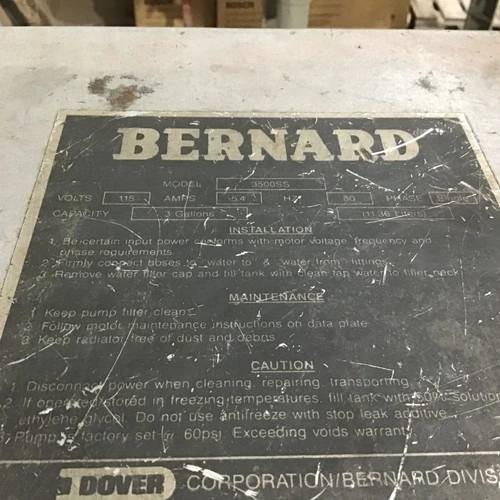 BERNARD
MODEL 3500SS
VOLTS 115 AMPS 5.4 HZ 60 PHASE
CAPACITY 3 Gallons (11.36 Liters)
INSTALLATION
1. Be certain input power conforms with motor voltage, frequency and
phase requirements
2. Firmly connect hoses to "water to" & "water from" fittings
3. Remove water filter cap and fill tank with clean tap water to filler neck
MAINTENANCE
1. Keep pump filter clean
2. Follow motor maintenance instructions on data plate
3. Keep radiator free of dust and debris
CAUTION
1. Disconnect power when cleaning, repairing, transporting
2. If operated/stored in freezing temperatures, fill tank with 50% solution
ethylene glycol. Do not use antifreeze with stop leak additive
3. Pump is factory set at 60psi. Exceeding voids warranty
DOVER CORPORATION/BERNARD DIVIS